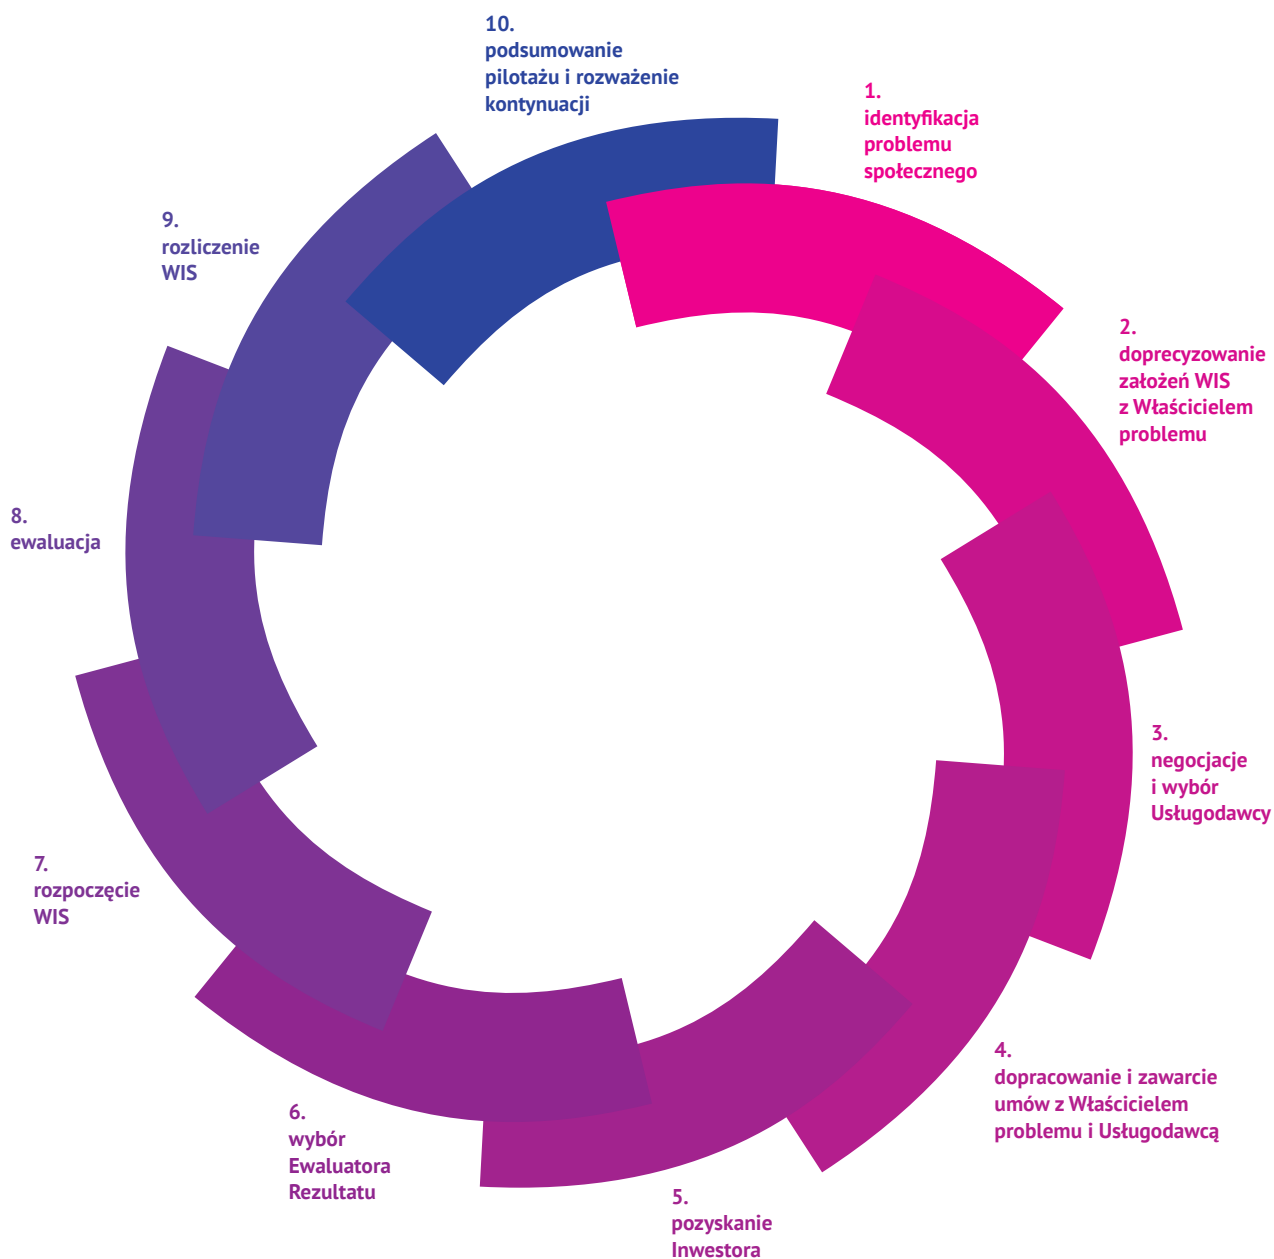 1.
identyfikacja
problemu
społecznego
2.
doprecyzowanie
założeń WIS
z Właścicielem
problemu
3.
negocjacje
i wybór
Usługodawcy
4.
dopracowanie i zawarcie
umów z Właścicielem
problemu i Usługodawcą
5.
pozyskanie
Inwestora
6.
wybór
Ewaluatora
Rezultatu
7.
rozpoczęcie
WIS
8.
ewaluacja
9.
rozliczenie
WIS
10.
podsumowanie
pilotażu i rozważenie
kontynuacji